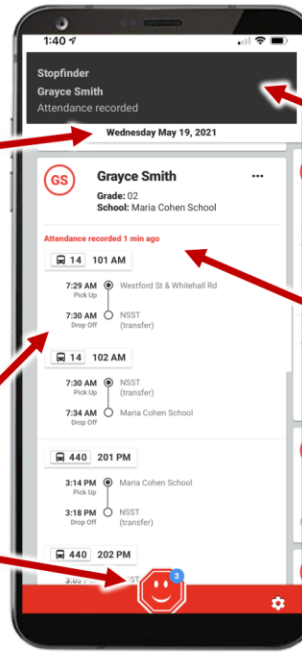 1:40
Stopfinder
Grayce Smith
Attendance recorded
Wednesday May 19, 2021
GS
Grayce Smith
...
Grade: 02
School: Maria Cohen School
Attendance recorded 1 min ago
14 101 AM
7:29 AM Westford St & Whitehall Rd
Pick Up
7:30 AM NSST
Drop Off (transfer)
14 102 AM
7:30 AM NSST
Pick Up (transfer)
7:34 AM Maria Cohen School
Drop Off
440 201 PM
3:14 PM Maria Cohen School
Pick Up
3:18 PM NSST
Drop Off (transfer)
440 202 PM
3